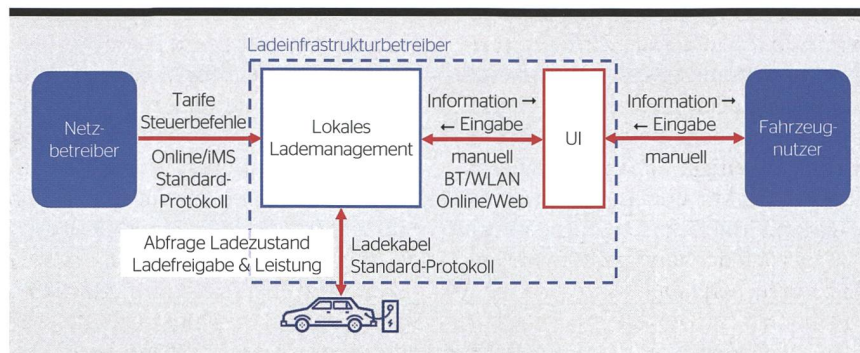 Ladeinfrastrukturbetreiber
Netz-
betreiber
Tarife
Steuerbefehle
Online/iMS
Standard-
Protokoll
Lokales
Lademanagement
Information →
← Eingabe
manuell
BT/WLAN
Online/Web
UI
Information →
← Eingabe
manuell
Fahrzeug-
nutzer
Abfrage Ladezustand
Ladefreigabe & Leistung
Ladekabel
Standard-Protokoll